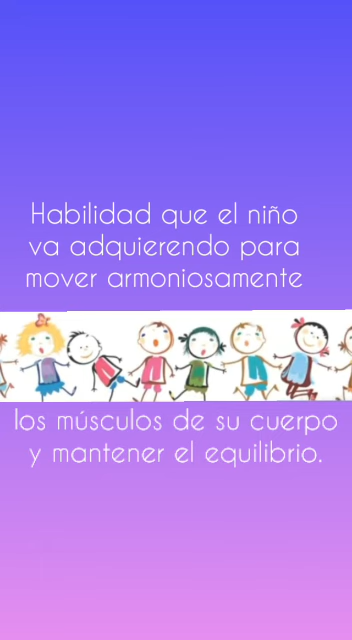 Habilidad que el niño
va adquierendo para
mover armoniosamente
los músculos de su cuerpo
y mantener el equilibrio.